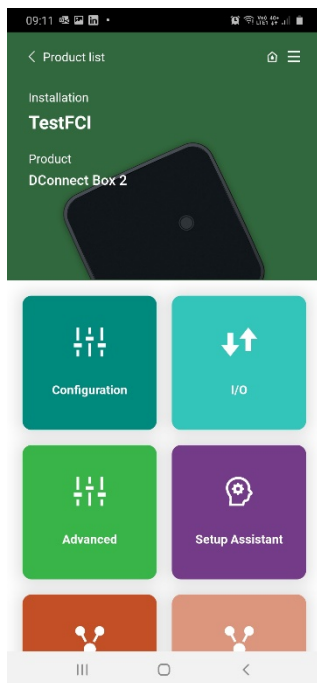 09:11
Product list
Installation
TestFCI
Product
DConnect Box 2
Configuration
I/O
Advanced
Setup Assistant